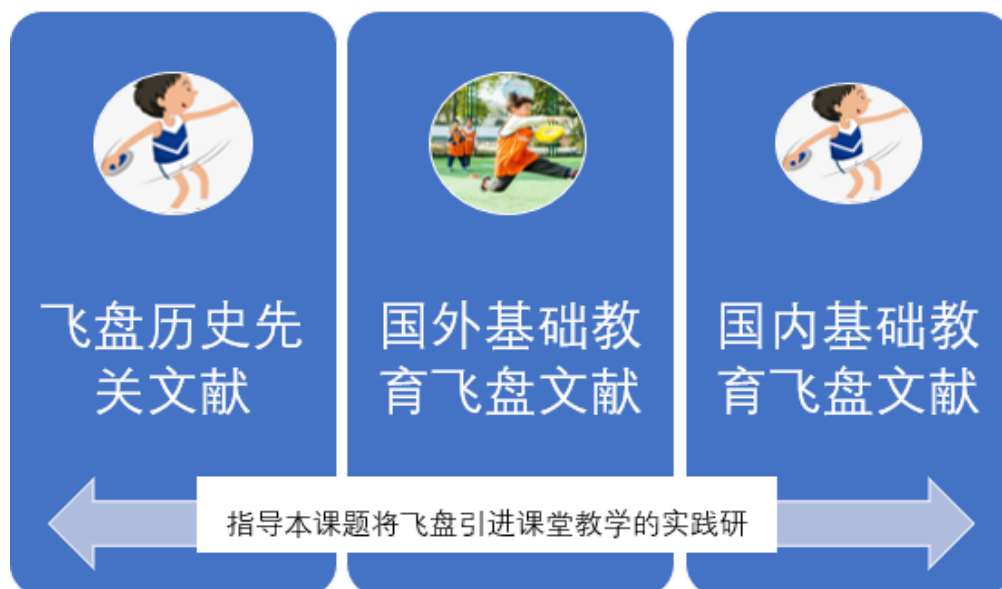 飞盘历史先
关文献
国外基础教
育飞盘文献
国内基础教
育飞盘文献
指导本课题将飞盘引进课堂教学的实践研